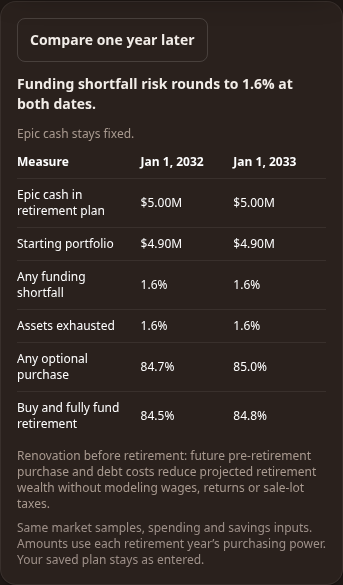 Compare one year later
Funding shortfall risk rounds to 1.6% at
both dates.
Epic cash stays fixed.
Measure Jan 1, 2032 Jan 1, 2033
Epic cash in
retirement plan $5.00M $5.00M
Starting portfolio $4.90M $4.90M
Any funding
shortfall 1.6% 1.6%
Assets exhausted 1.6% 1.6%
Any optional
purchase 84.7% 85.0%
Buy and fully fund
retirement 84.5% 84.8%
Renovation before retirement: future pre-retirement
purchase and debt costs reduce projected retirement
wealth without modeling wages, returns or sale-lot
taxes.
Same market samples, spending and savings inputs.
Amounts use each retirement year's purchasing power.
Your saved plan stays as entered.